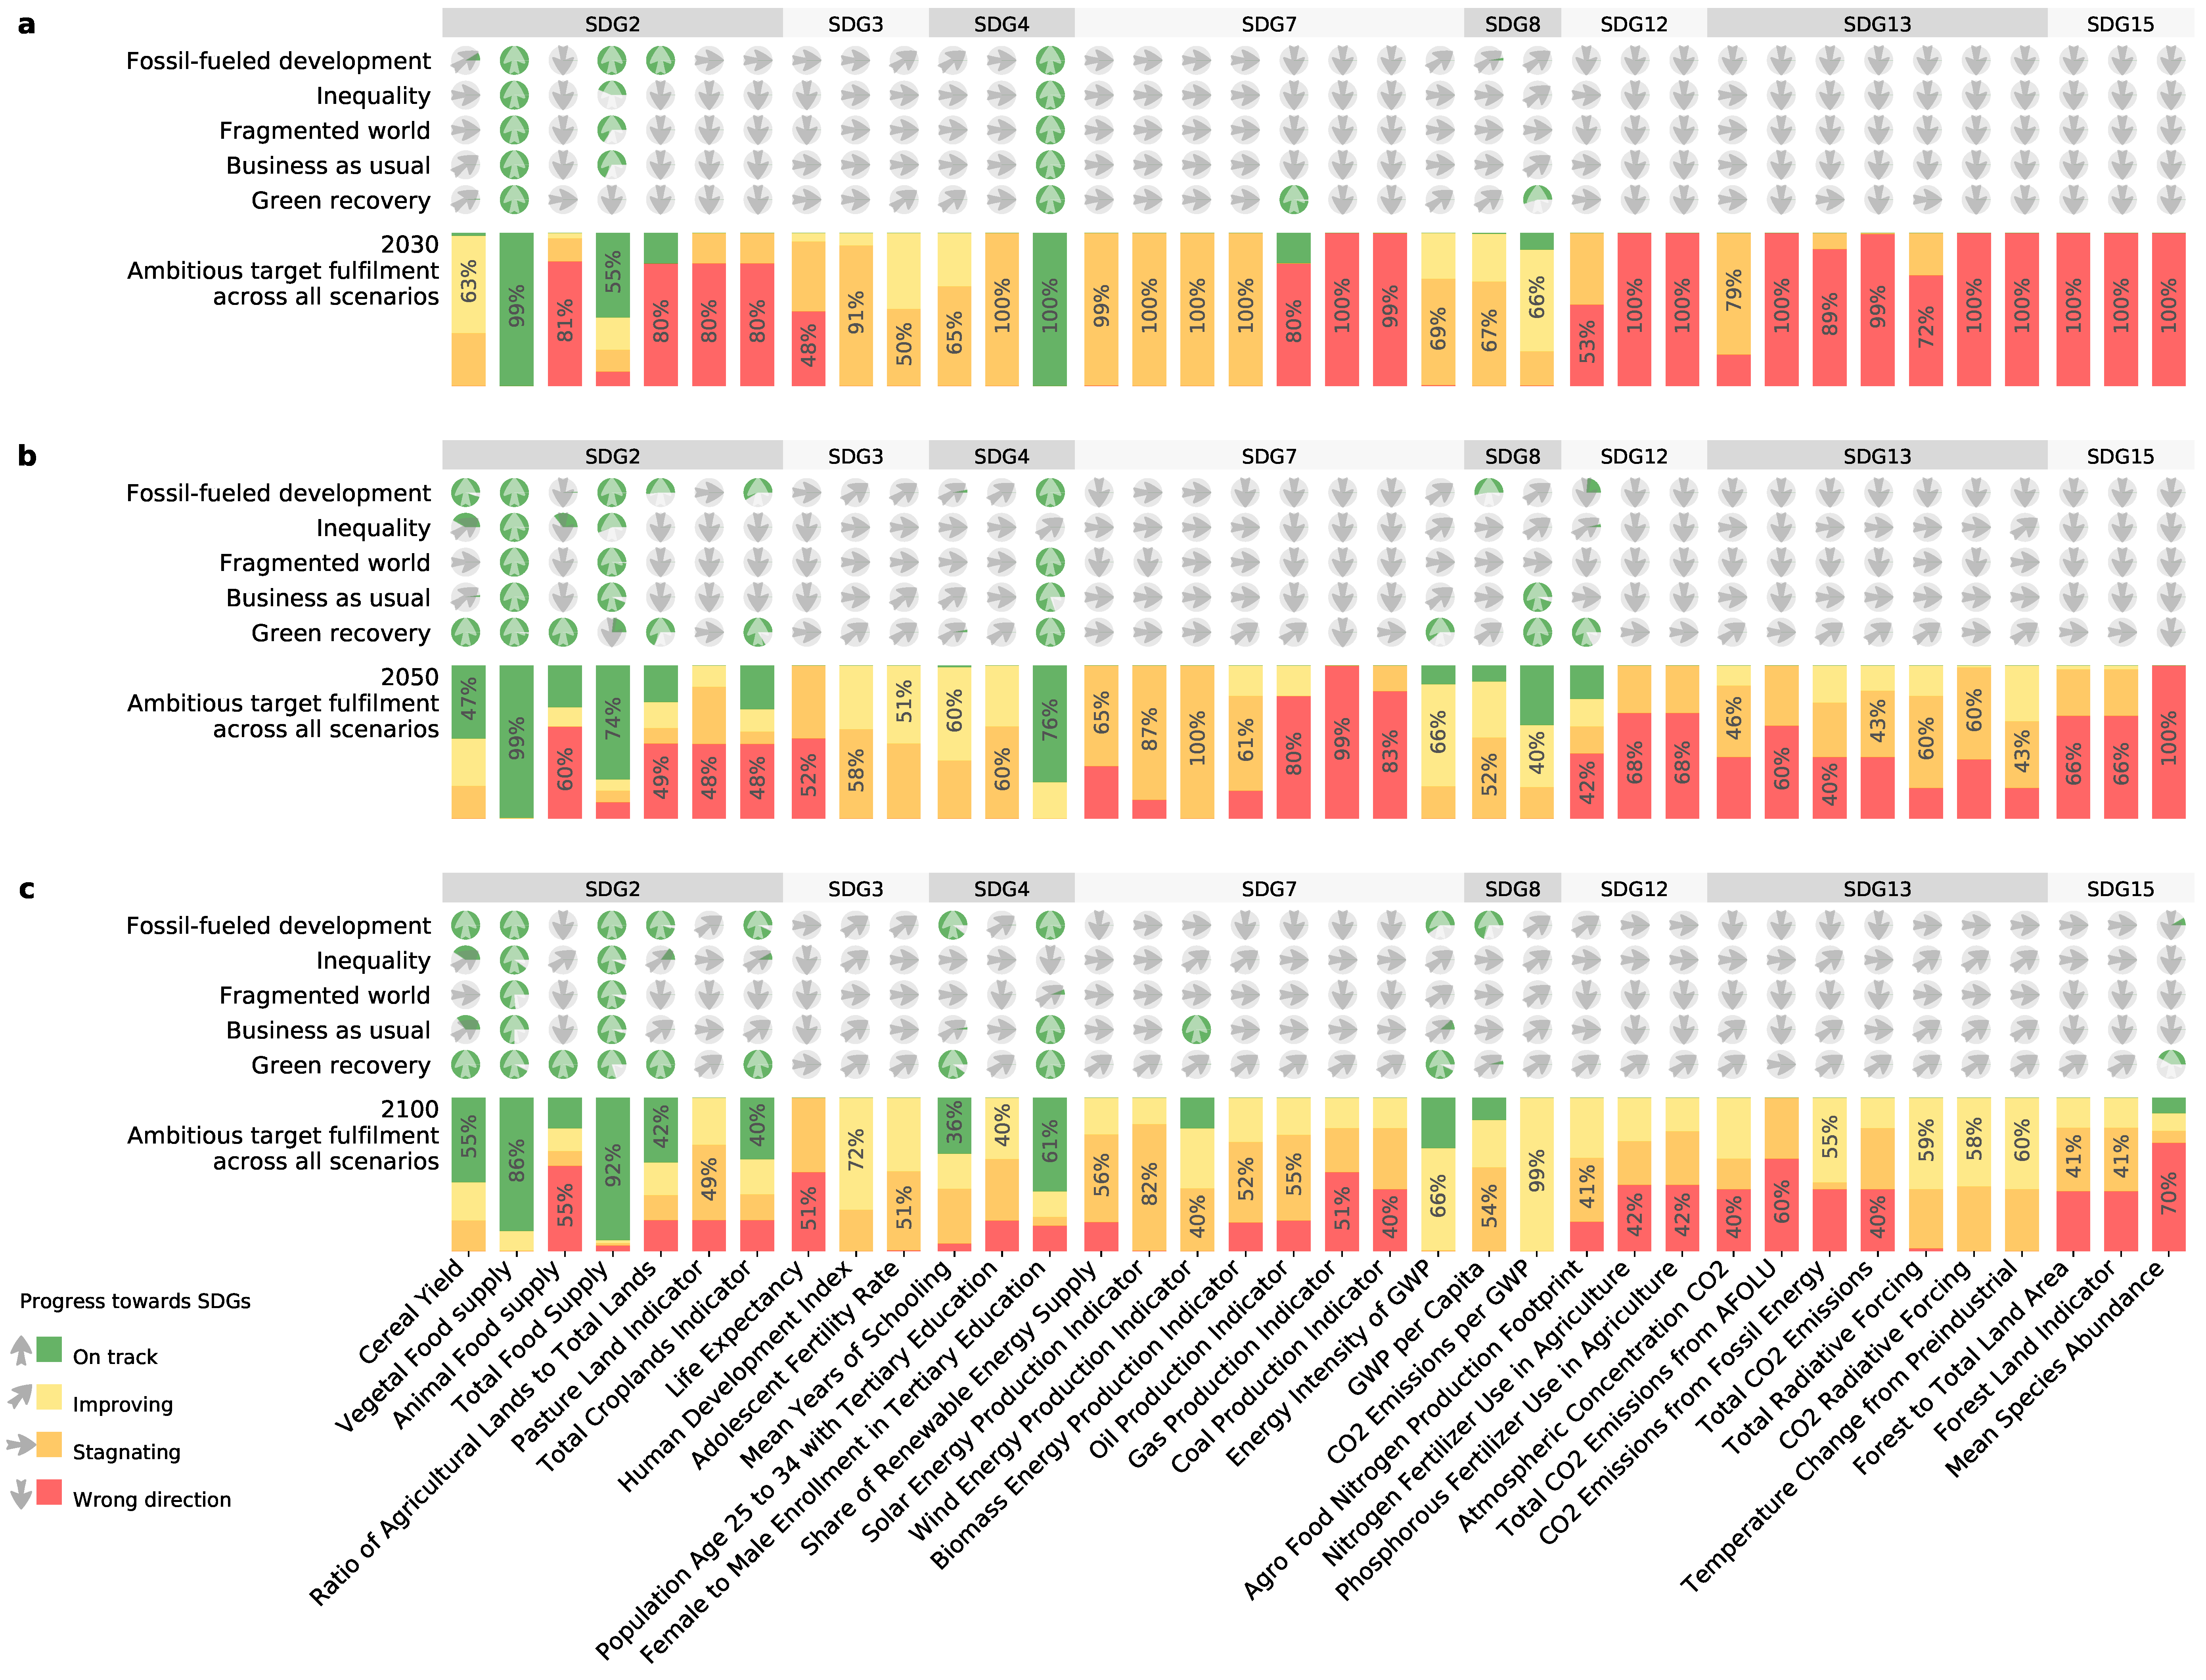 a
SDG2 SDG3 SDG4 SDG7 SDG8 SDG12 SDG13 SDG15
Fossil-fueled development
Inequality
Fragmented world
Business as usual
Green recovery
2030
Ambitious target fulfilment
across all scenarios
63% 99% 81% 55% 80% 80% 80% 48% 91% 50% 65% 100% 100% 99% 100% 100% 100% 80% 100% 99% 69% 67% 66% 53% 100% 100% 79% 100% 89% 99% 72% 100% 100% 100% 100% 100%
b
SDG2 SDG3 SDG4 SDG7 SDG8 SDG12 SDG13 SDG15
Fossil-fueled development
Inequality
Fragmented world
Business as usual
Green recovery
2050
Ambitious target fulfilment
across all scenarios
47% 99% 60% 74% 49% 48% 48% 52% 58% 51% 60% 60% 76% 65% 87% 100% 61% 80% 99% 83% 66% 52% 40% 42% 68% 68% 46% 60% 40% 43% 60% 60% 43% 66% 66% 100%
c
SDG2 SDG3 SDG4 SDG7 SDG8 SDG12 SDG13 SDG15
Fossil-fueled development
Inequality
Fragmented world
Business as usual
Green recovery
2100
Ambitious target fulfilment
across all scenarios
55% 86% 55% 92% 42% 49% 40% 51% 72% 51% 36% 40% 61% 56% 82% 40% 52% 55% 51% 40% 66% 54% 99% 41% 42% 42% 40% 60% 55% 40% 59% 58% 60% 41% 41% 70%
Cereal Yield
Vegetal Food supply
Animal Food supply
Total Food Supply
Ratio of Agricultural Lands to Total Lands
Pasture Land Indicator
Total Croplands Indicator
Life Expectancy
Human Development Index
Adolescent Fertility Rate
Mean Years of Schooling
Population Age 25 to 34 with Tertiary Education
Female to Male Enrollment in Tertiary Education
Share of Renewable Energy Supply
Solar Energy Production Indicator
Wind Energy Production Indicator
Biomass Energy Production Indicator
Oil Production Indicator
Gas Production Indicator
Coal Production Indicator
Energy Intensity of GWP
GWP per Capita
CO2 Emissions per GWP
Agro Food Nitrogen Production Footprint
Nitrogen Fertilizer Use in Agriculture
Phosphorous Fertilizer Use in Agriculture
Atmospheric Concentration CO2
Total CO2 Emissions from AFOLU
CO2 Emissions from Fossil Energy
Total CO2 Emissions
Total Radiative Forcing
CO2 Radiative Forcing
Temperature Change from Preindustrial
Forest to Total Land Area
Forest Land Indicator
Mean Species Abundance
Progress towards SDGs
On track
Improving
Stagnating
Wrong direction